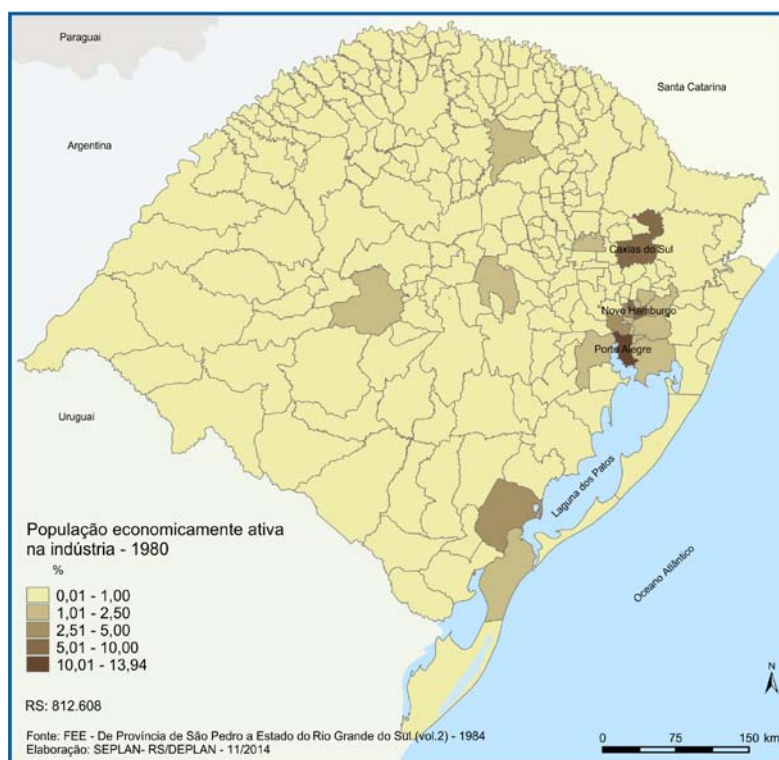 Paraguai
Santa Catarina
Argentina
Caxias do Sul
Novo Hamburgo
Porto Alegre
Uruguai
Laguna dos Patos
Oceano Atlântico
População economicamente ativa
na indústria - 1980
%
0,01 - 1,00
1,01 - 2,50
2,51 - 5,00
5,01 - 10,00
10,01 - 13,94
RS: 812.608
N
Fonte: FEE - De Província de São Pedro a Estado do Rio Grande do Sul (vol.2) - 1984
Elaboração: SEPLAN- RS/DEPLAN - 11/2014
0 75 150 km